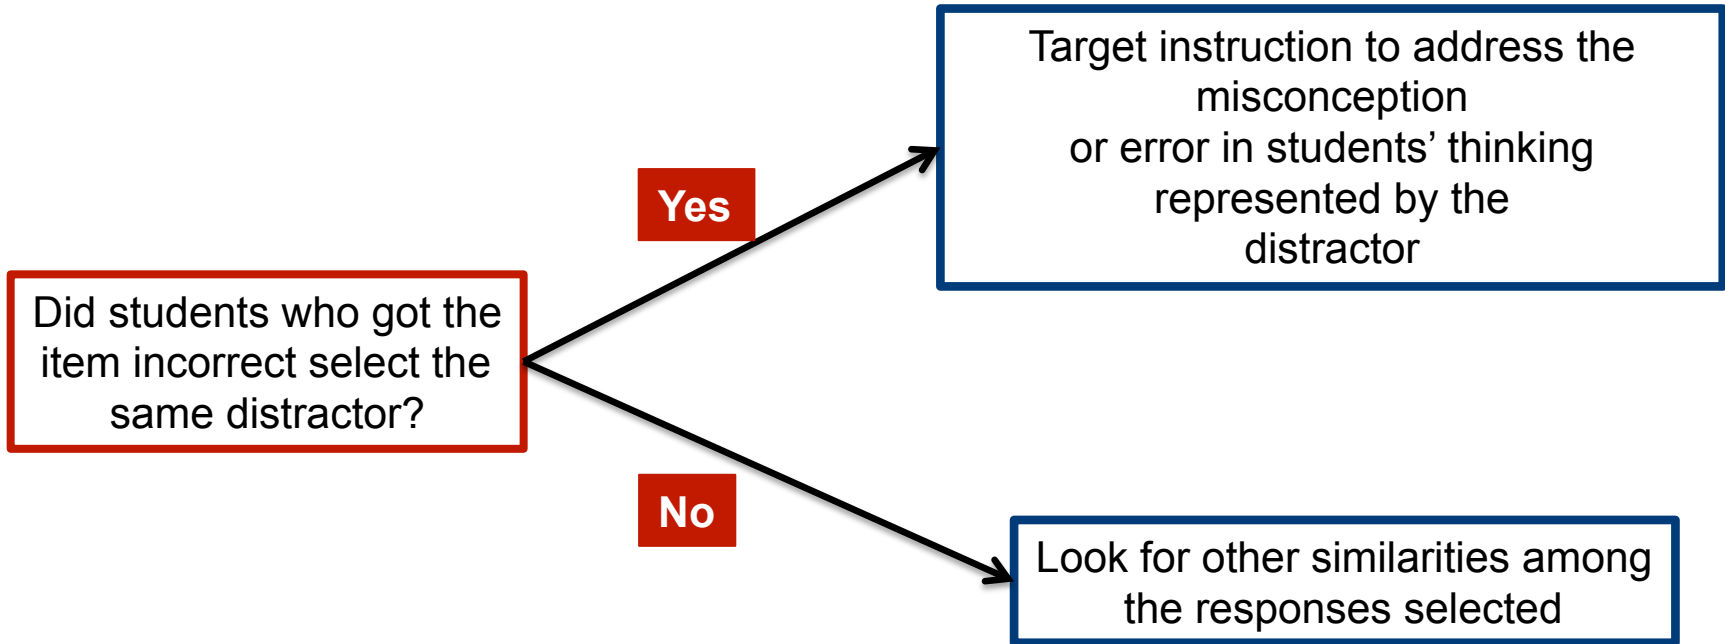 Target instruction to address the
misconception
or error in students’ thinking
represented by the
distractor
Yes
Did students who got the
item incorrect select the
same distractor?
No
Look for other similarities among
the responses selected